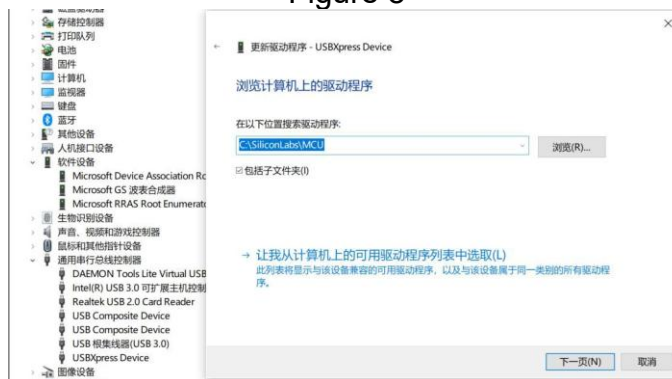 Figure 8
磁盘驱动器
存储控制器
打印队列
电池
固件
计算机
监视器
键盘
蓝牙
其他设备
人机接口设备
软件设备
Microsoft Device Association Ro
Microsoft GS 波表合成器
Microsoft RRAS Root Enumerato
生物识别设备
声音、视频和游戏控制器
鼠标和其他指针设备
通用串行总线控制器
DAEMON Tools Lite Virtual USB
Intel(R) USB 3.0 可扩展主机控制
Realtek USB 2.0 Card Reader
USB Composite Device
USB Composite Device
USB 根集线器(USB 3.0)
USBXpress Device
图像设备
更新驱动程序 - USBXpress Device
浏览计算机上的驱动程序
在以下位置搜索驱动程序:
C:\SiliconLabs\MCU
浏览(R)...
包括子文件夹(I)
→ 让我从计算机上的可用驱动程序列表中选取(L)
此列表将显示与该设备兼容的可用驱动程序，以及与该设备属于同一类别的所有驱动程
序。
下一页(N)
取消